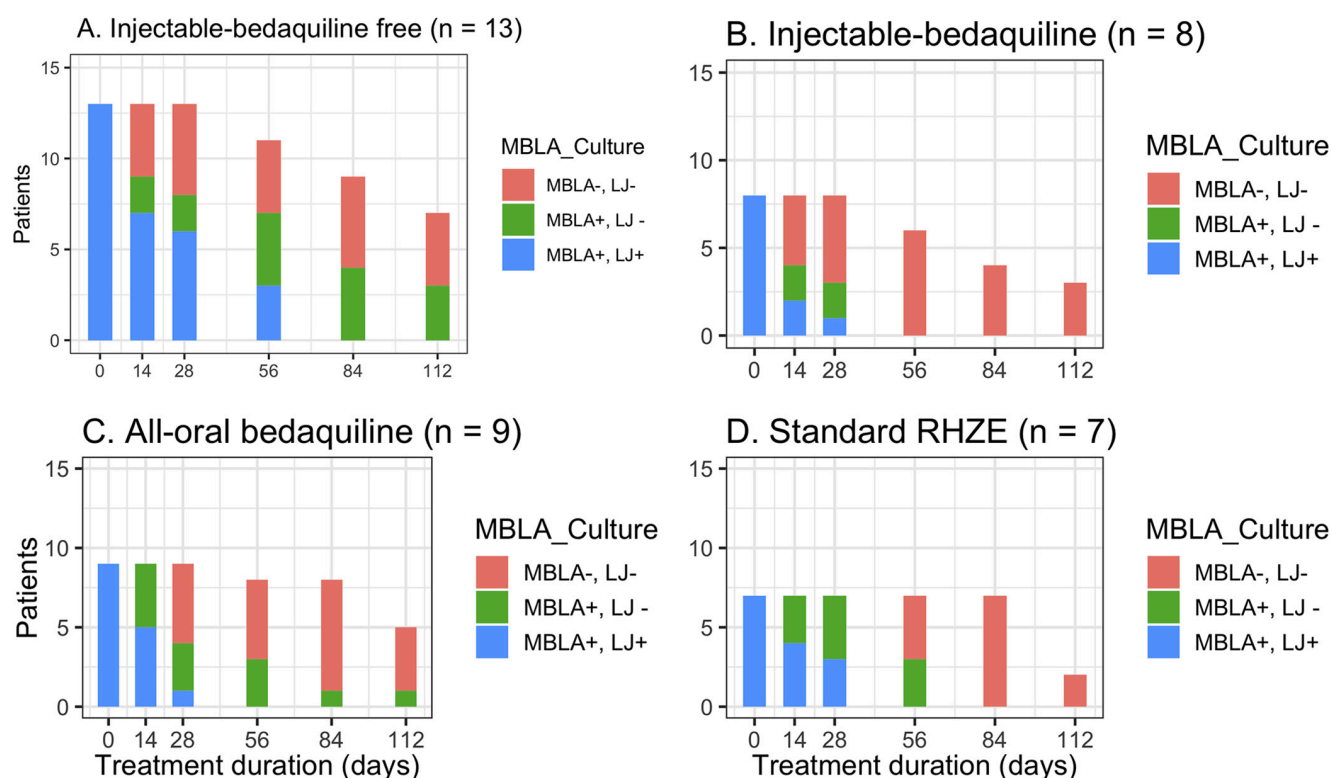 A. Injectable-bedaquiline free (n = 13)
15
10
5
0
Patients
0 14 28 56 84 112
MBLA_Culture
MBLA-, LJ-
MBLA+, LJ -
MBLA+, LJ+
B. Injectable-bedaquiline (n = 8)
15
10
5
0
0 14 28 56 84 112
MBLA_Culture
MBLA-, LJ-
MBLA+, LJ -
MBLA+, LJ+
C. All-oral bedaquiline (n = 9)
15
10
5
0
Patients
0 14 28 56 84 112
Treatment duration (days)
MBLA_Culture
MBLA-, LJ-
MBLA+, LJ -
MBLA+, LJ+
D. Standard RHZE (n = 7)
15
10
5
0
0 14 28 56 84 112
Treatment duration (days)
MBLA_Culture
MBLA-, LJ-
MBLA+, LJ -
MBLA+, LJ+